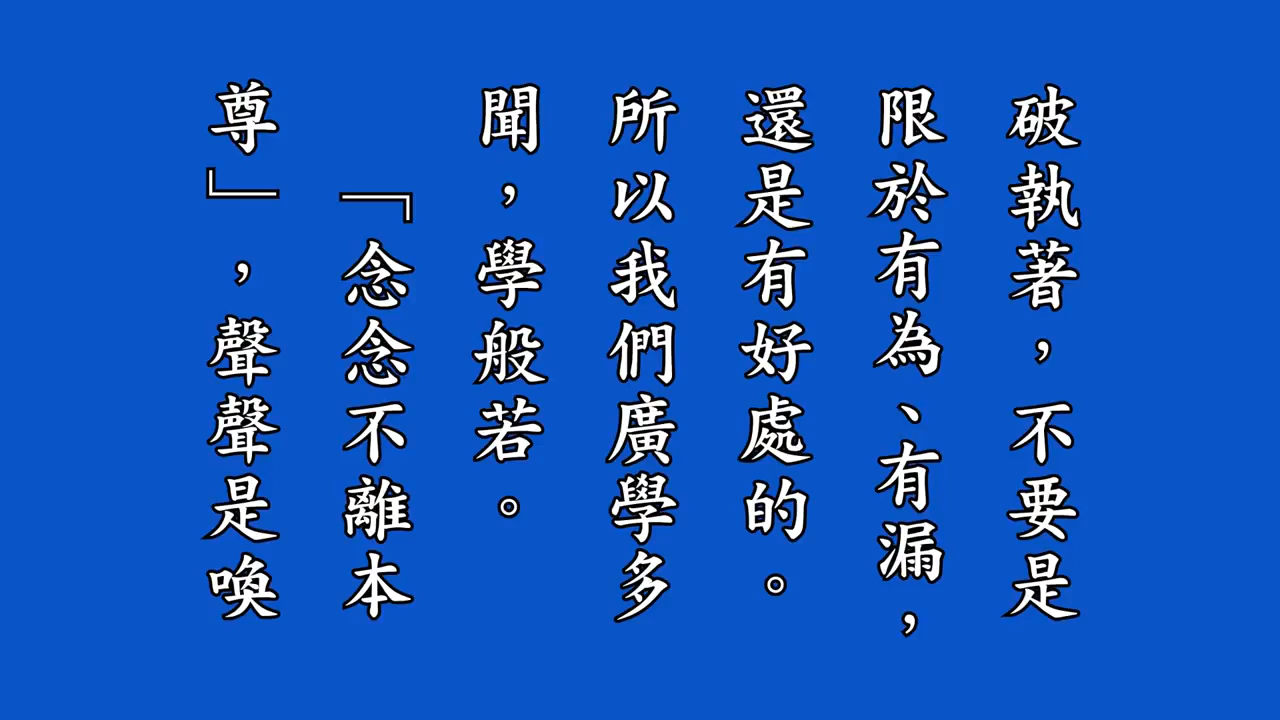 破執著，不要是
限於有為、有漏，
還是有好處的。
所以我們廣學多
聞，學般若。
「念念不離本
尊」，聲聲是喚